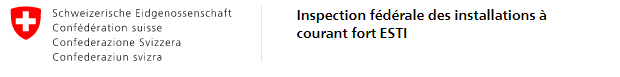 Schweizerische Eidgenossenschaft
Confédération suisse
Confederazione Svizzera
Confederaziun svizra
Inspection fédérale des installations à
courant fort ESTI